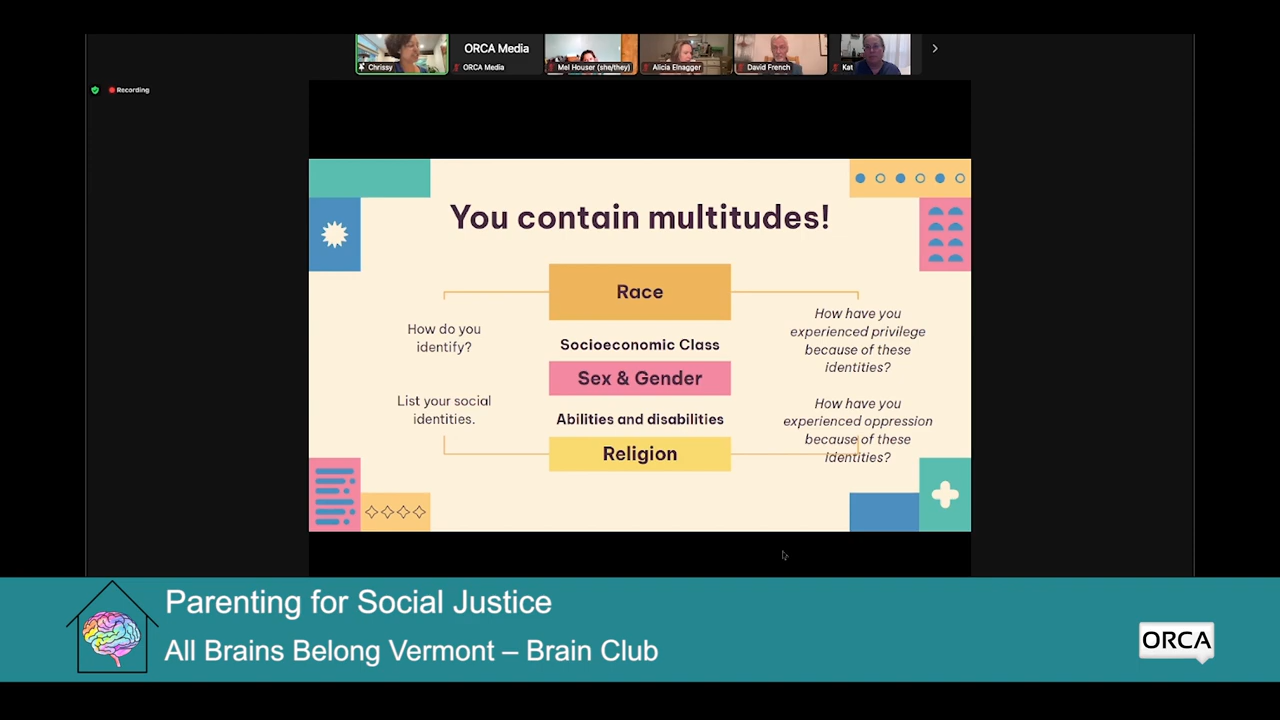 ORCA Media
Chrissy
ORCA Media
Mel Houser (she/they)
Alicia Elnagger
David French
Kat
Recording
You contain multitudes!
Race
How do you
identify?
Socioeconomic Class
Sex & Gender
List your social
identities.
Abilities and disabilities
Religion
How have you
experienced privilege
because of these
identities?
How have you
experienced oppression
because of these
identities?
Parenting for Social Justice
All Brains Belong Vermont – Brain Club
ORCA